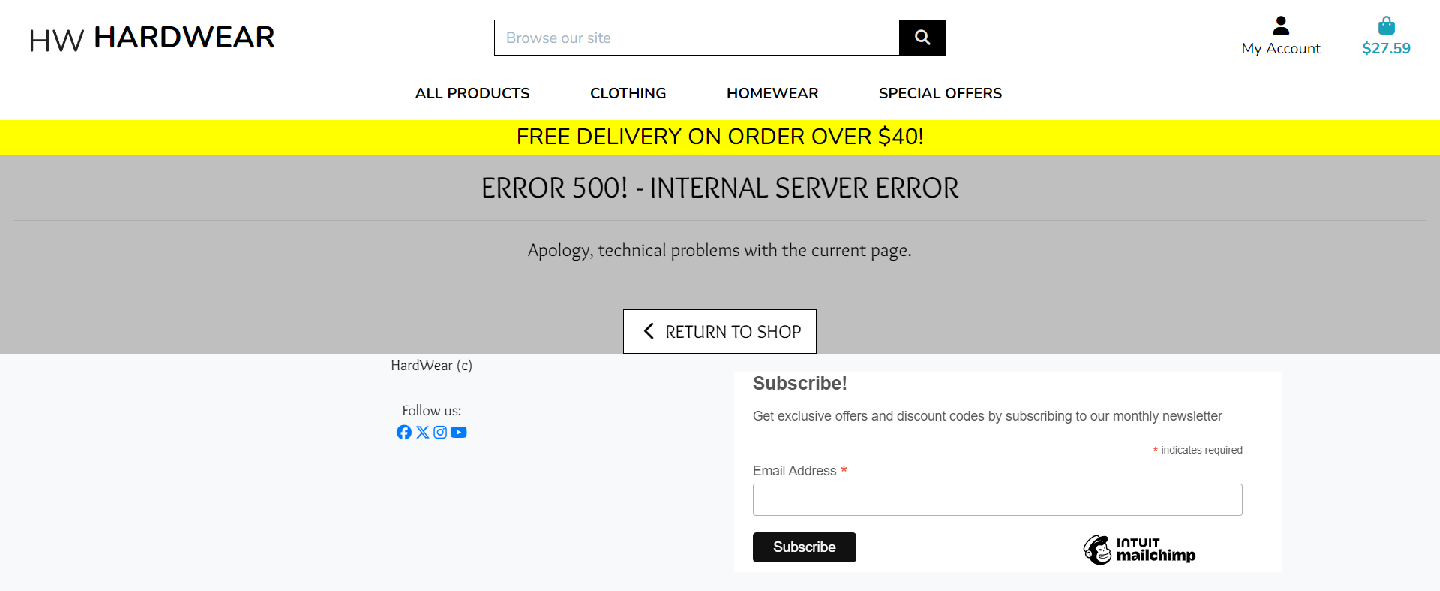 HW HARDWEAR
Browse our site
My Account
$27.59
ALL PRODUCTS CLOTHING HOMEWEAR SPECIAL OFFERS
FREE DELIVERY ON ORDER OVER $40!
ERROR 500! - INTERNAL SERVER ERROR
Apology, technical problems with the current page.
RETURN TO SHOP
HardWear (c)
Follow us:
Subscribe!
Get exclusive offers and discount codes by subscribing to our monthly newsletter
* indicates required
Email Address *
Subscribe
INTUIT
mailchimp